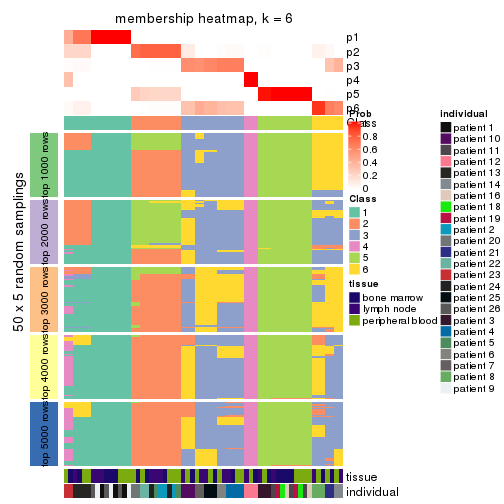 membership heatmap, k = 6
p1
p2
p3
p4
p5
p6
Class
50 x 5 random samplings
top 1000 rows
top 2000 rows
top 3000 rows
top 4000 rows
top 5000 rows
tissue
individual
Prob
1
0.8
0.6
0.4
0.2
0
Class
1
2
3
4
5
6
tissue
bone marrow
lymph node
peripheral blood
individual
patient 1
patient 10
patient 11
patient 12
patient 13
patient 14
patient 16
patient 18
patient 19
patient 2
patient 20
patient 21
patient 22
patient 23
patient 24
patient 25
patient 26
patient 3
patient 4
patient 5
patient 6
patient 7
patient 8
patient 9